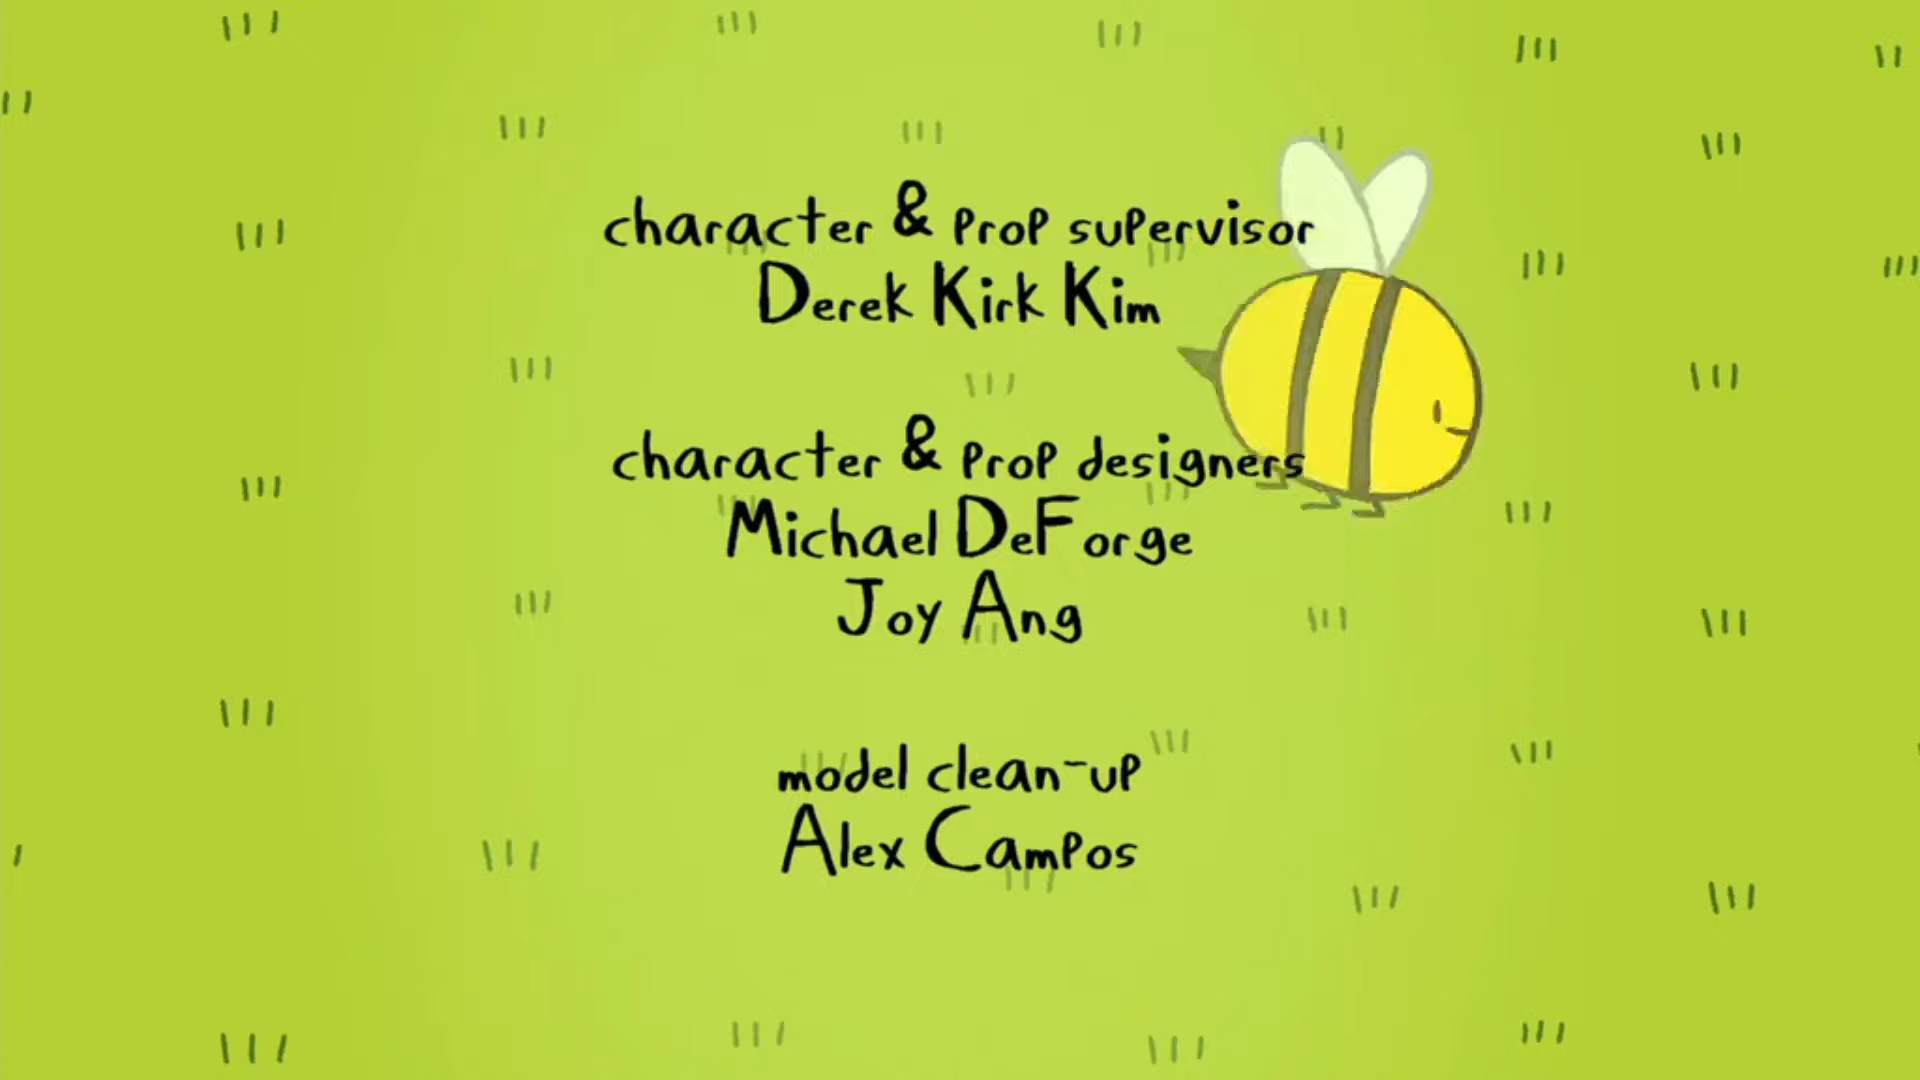 character & prop supervisor
Derek Kirk Kim
character & prop designers
Michael DeForge
Joy Ang
model clean-up
Alex Campos